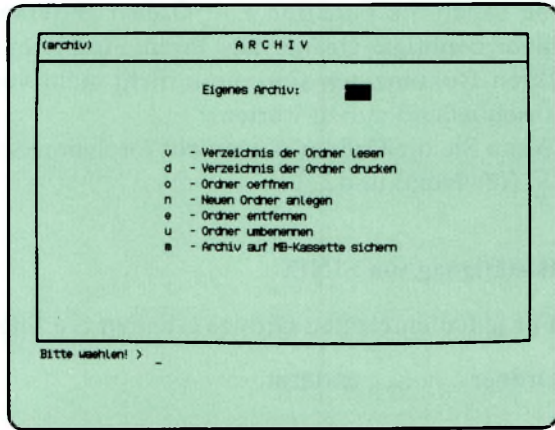 (archiv) A R C H I V
Eigenes Archiv:
v - Verzeichnis der Ordner lesen
d - Verzeichnis der Ordner drucken
o - Ordner oeffnen
n - Neuen Ordner anlegen
e - Ordner entfernen
u - Ordner umbenennen
m - Archiv auf MB-Kassette sichern
Bitte waehlen! > _